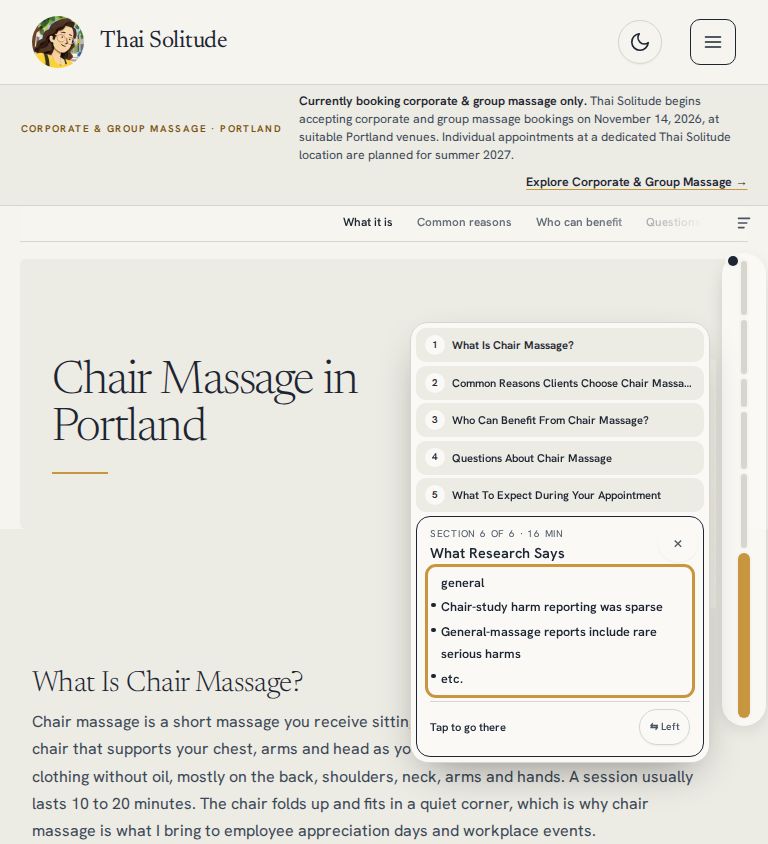 Thai Solitude
CORPORATE & GROUP MASSAGE · PORTLAND
Currently booking corporate & group massage only. Thai Solitude begins
accepting corporate and group massage bookings on November 14, 2026, at
suitable Portland venues. Individual appointments at a dedicated Thai Solitude
location are planned for summer 2027.
Explore Corporate & Group Massage →
What it is Common reasons Who can benefit Questions
Chair Massage in
Portland
1 What Is Chair Massage?
2 Common Reasons Clients Choose Chair Massa...
3 Who Can Benefit From Chair Massage?
4 Questions About Chair Massage
5 What To Expect During Your Appointment
SECTION 6 OF 6 · 16 MIN
What Research Says
×
general
• Chair-study harm reporting was sparse
• General-massage reports include rare
serious harms
• etc.
Tap to go there
⇆ Left
What Is Chair Massage?
Chair massage is a short massage you receive sitting
chair that supports your chest, arms and head as yo
clothing without oil, mostly on the back, shoulders, neck, arms and hands. A session usually
lasts 10 to 20 minutes. The chair folds up and fits in a quiet corner, which is why chair
massage is what I bring to employee appreciation days and workplace events.